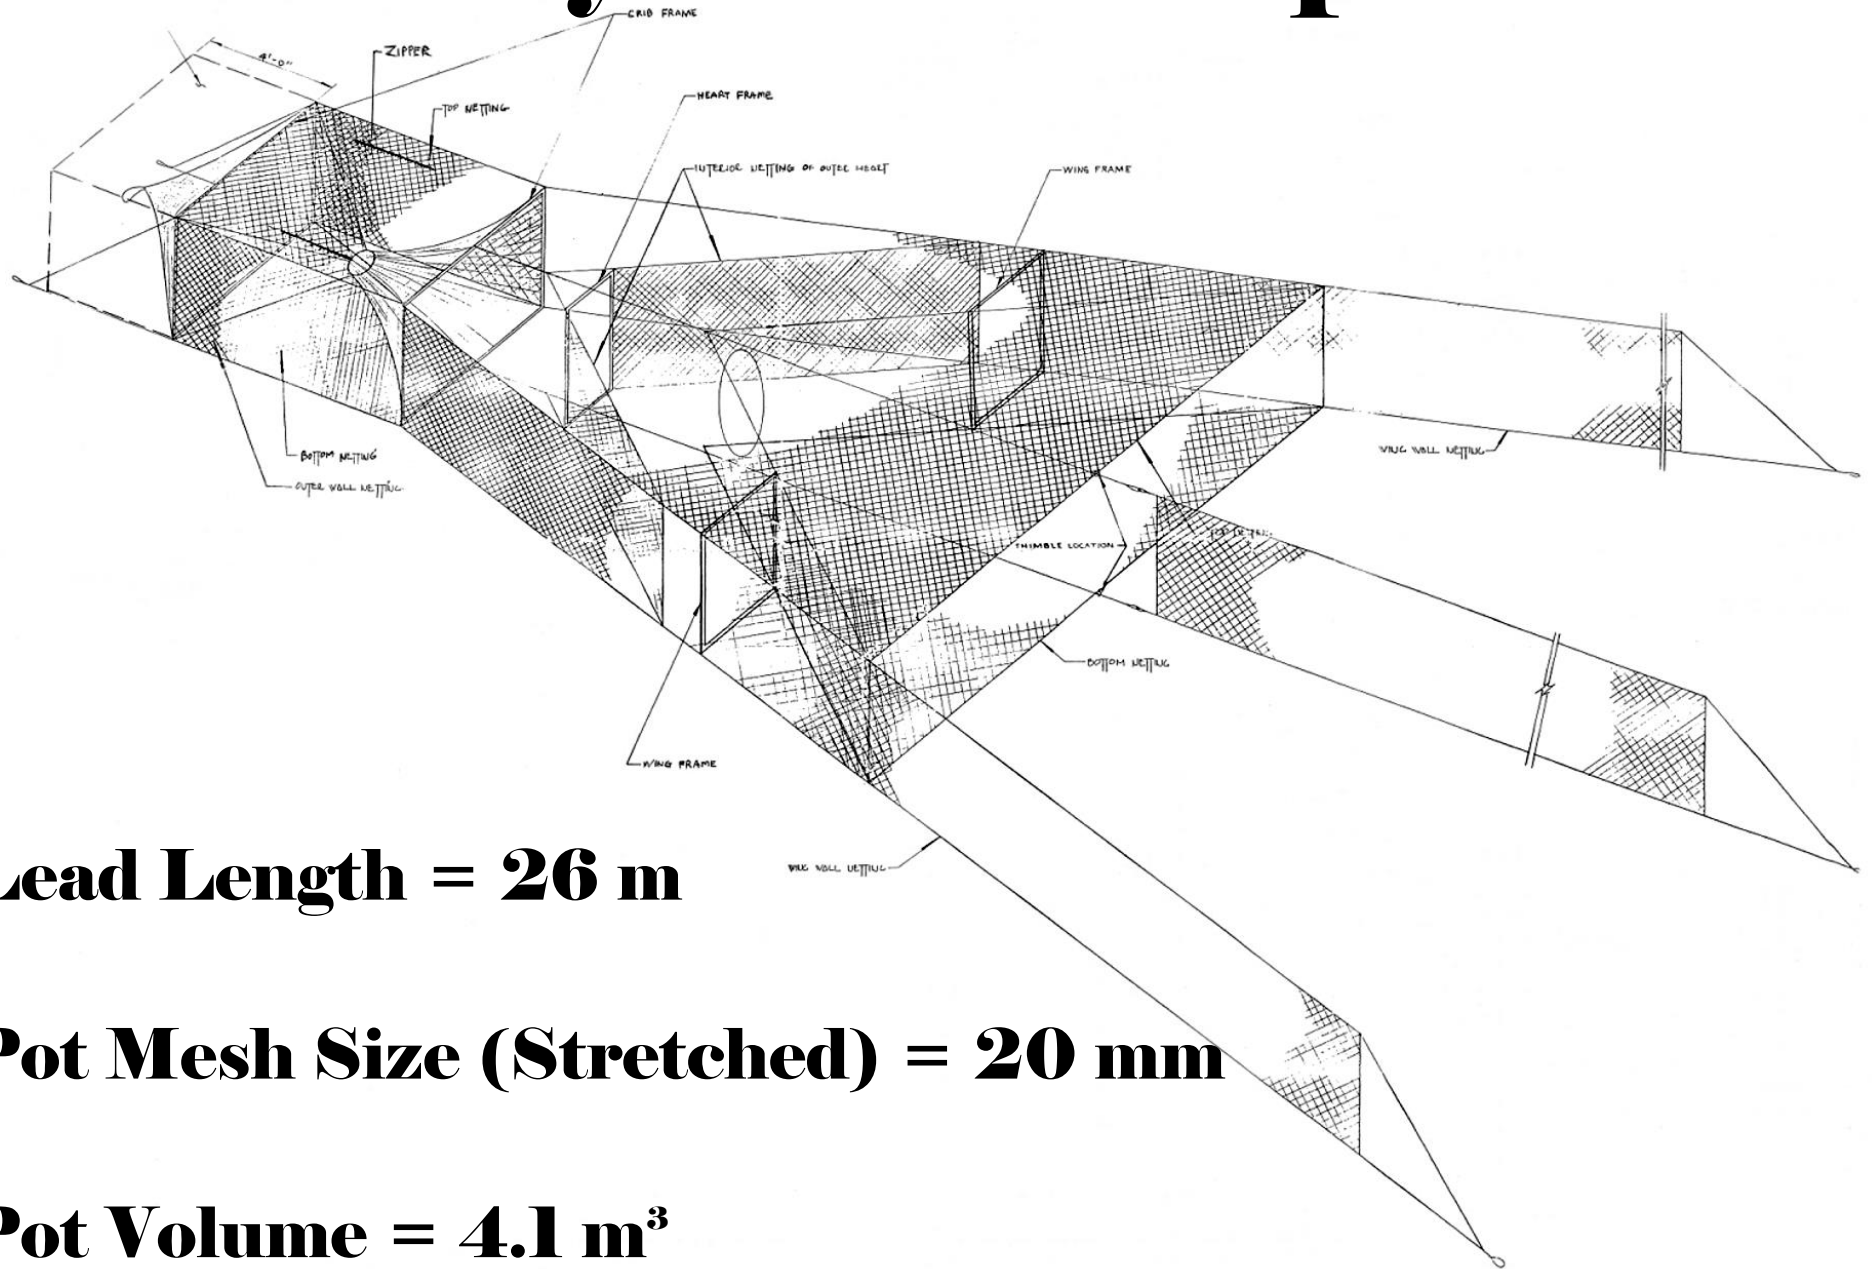 CRIB FRAME
ZIPPER
4'-0"
HEART FRAME
TOP NETTING
INTERIOR NETTING OF OUTER HEART
WING FRAME
BOTTOM NETTING
OUTER WALL NETTING
WING WALL NETTING
THIMBLE LOCATION
BOTTOM NETTING
WING FRAME
WING WALL NETTING
Lead Length = 26 m
Pot Mesh Size (Stretched) = 20 mm
Pot Volume = 4.1 m³